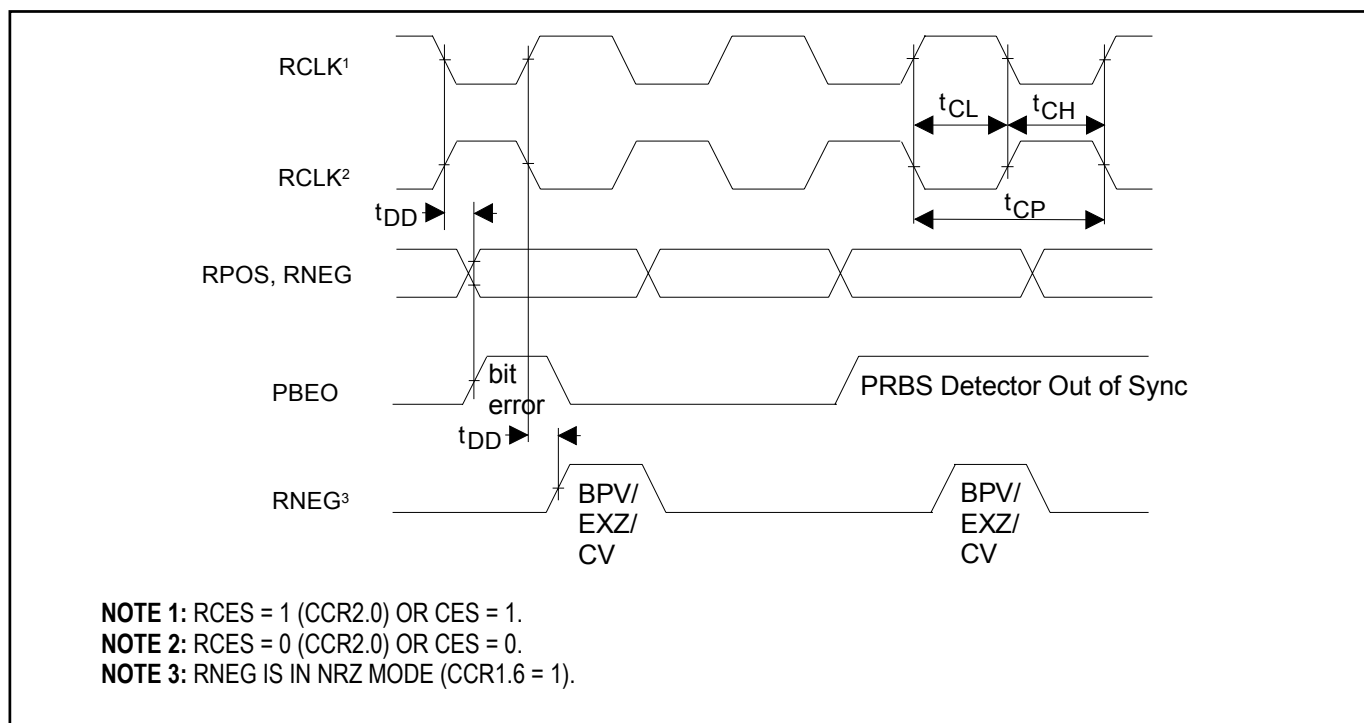 RCLK¹
tCL
tCH
RCLK²
tDD
tCP
RPOS, RNEG
bit
error
PBEO
PRBS Detector Out of Sync
tDD
RNEG³
BPV/
EXZ/
CV
BPV/
EXZ/
CV
NOTE 1: RCES = 1 (CCR2.0) OR CES = 1.
NOTE 2: RCES = 0 (CCR2.0) OR CES = 0.
NOTE 3: RNEG IS IN NRZ MODE (CCR1.6 = 1).